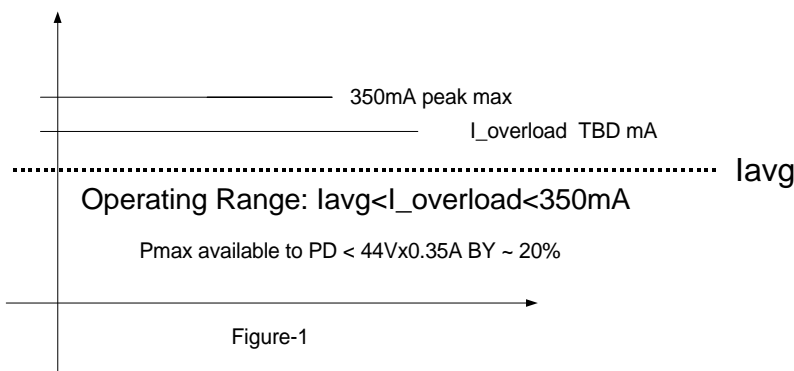 350mA peak max
I_overload TBD mA
Iavg
Operating Range: Iavg<I_overload<350mA
Pmax available to PD < 44Vx0.35A BY ~ 20%
Figure-1